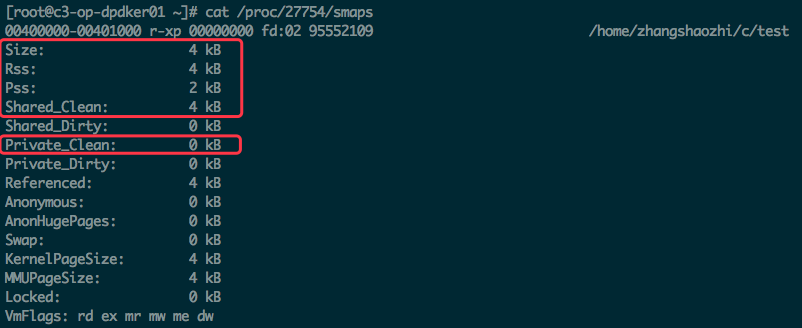 [root@c3-op-dpdker01 ~]# cat /proc/27754/smaps
00400000-00401000 r-xp 00000000 fd:02 95552109 /home/zhangshaozhi/c/test
Size: 4 kB
Rss: 4 kB
Pss: 2 kB
Shared_Clean: 4 kB
Shared_Dirty: 0 kB
Private_Clean: 0 kB
Private_Dirty: 0 kB
Referenced: 4 kB
Anonymous: 0 kB
AnonHugePages: 0 kB
Swap: 0 kB
KernelPageSize: 4 kB
MMUPageSize: 4 kB
Locked: 0 kB
VmFlags: rd ex mr mw me dw